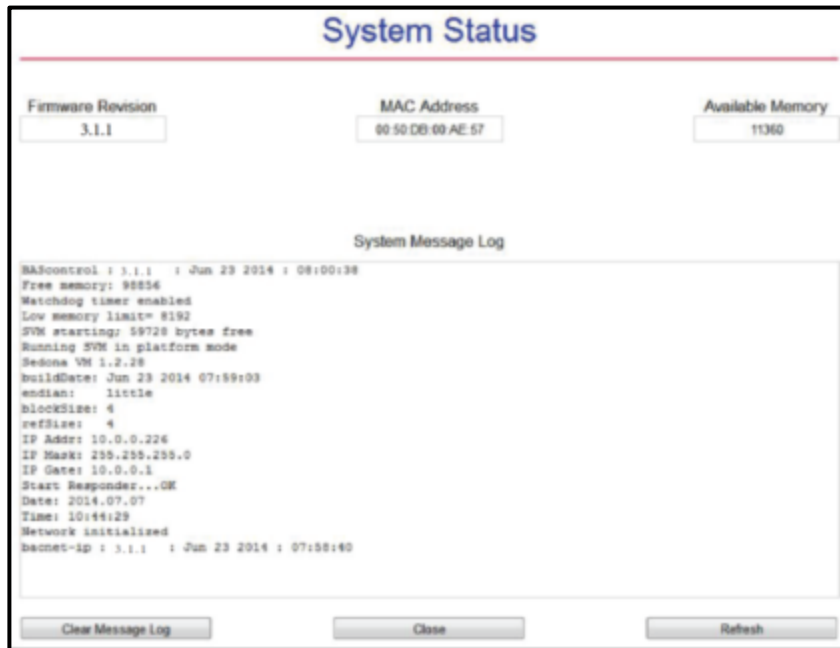 System Status
Firmware Revision MAC Address Available Memory
3.1.1 00:50:DB:00:AE:57 11360
System Message Log
BAScontrol : 3.1.1 : Jun 23 2014 : 08:00:38
Free memory: 98856
Watchdog timer enabled
Low memory limit= 8192
SVM starting; 59728 bytes free
Running SVM in platform mode
Sedona VM 1.2.28
buildDate: Jun 23 2014 07:59:03
endian: little
blockSize: 4
refSize: 4
IP Addr: 10.0.0.226
IP Mask: 255.255.255.0
IP Gate: 10.0.0.1
Start Responder...OK
Date: 2014.07.07
Time: 10:44:29
Network initialized
bacnet-ip : 3.1.1 : Jun 23 2014 : 07:58:40
Clear Message Log Close Refresh